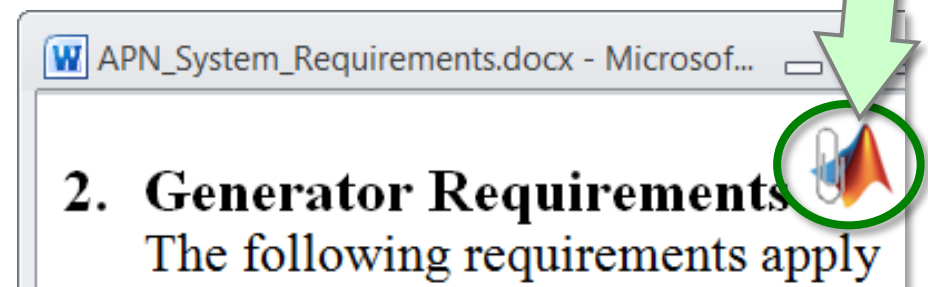 APN_System_Requirements.docx - Microsof...
2. Generator Requirements
The following requirements apply